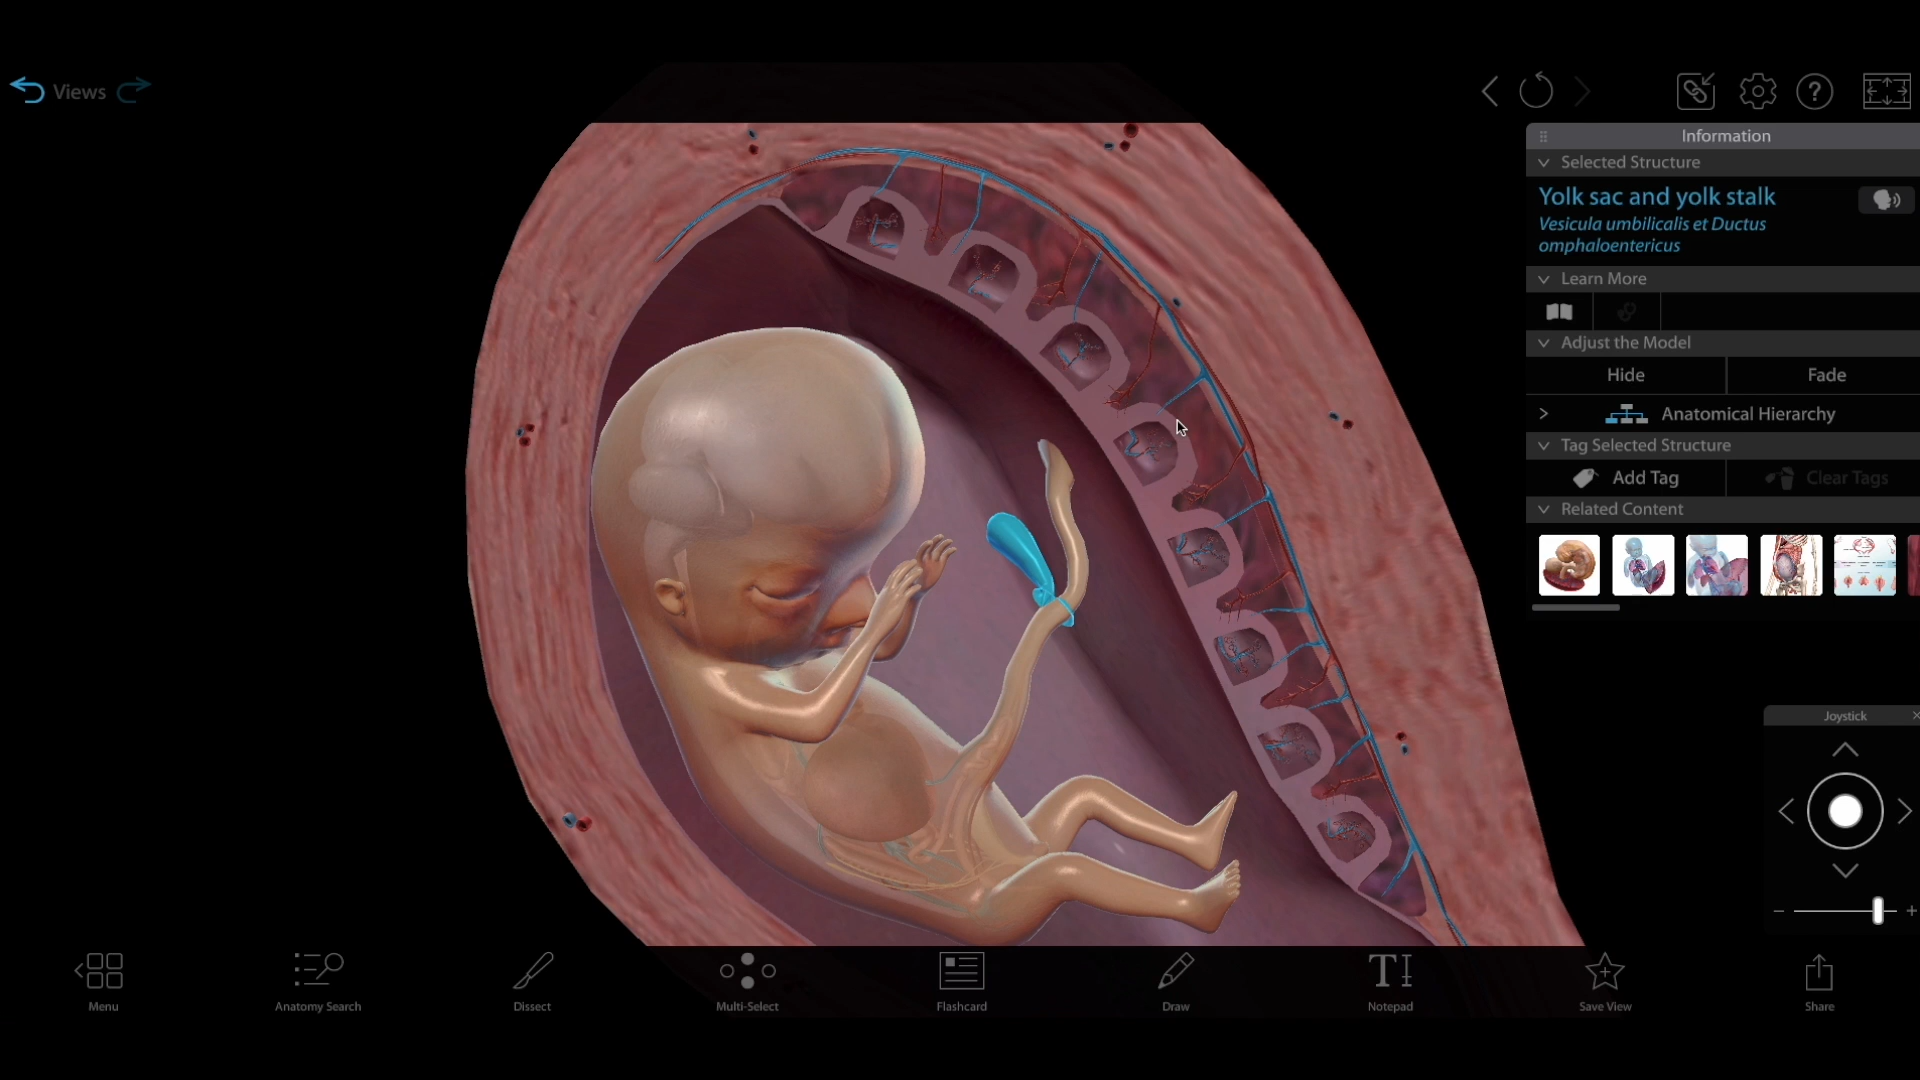 Views
Information
Selected Structure
Yolk sac and yolk stalk
Vesicula umbilicalis et Ductus
omphaloentericus
Learn More
Adjust the Model
Hide Fade
Anatomical Hierarchy
Tag Selected Structure
Add Tag Clear Tags
Related Content
Joystick
Menu Anatomy Search Dissect Multi-Select Flashcard Draw Notepad Save View Share